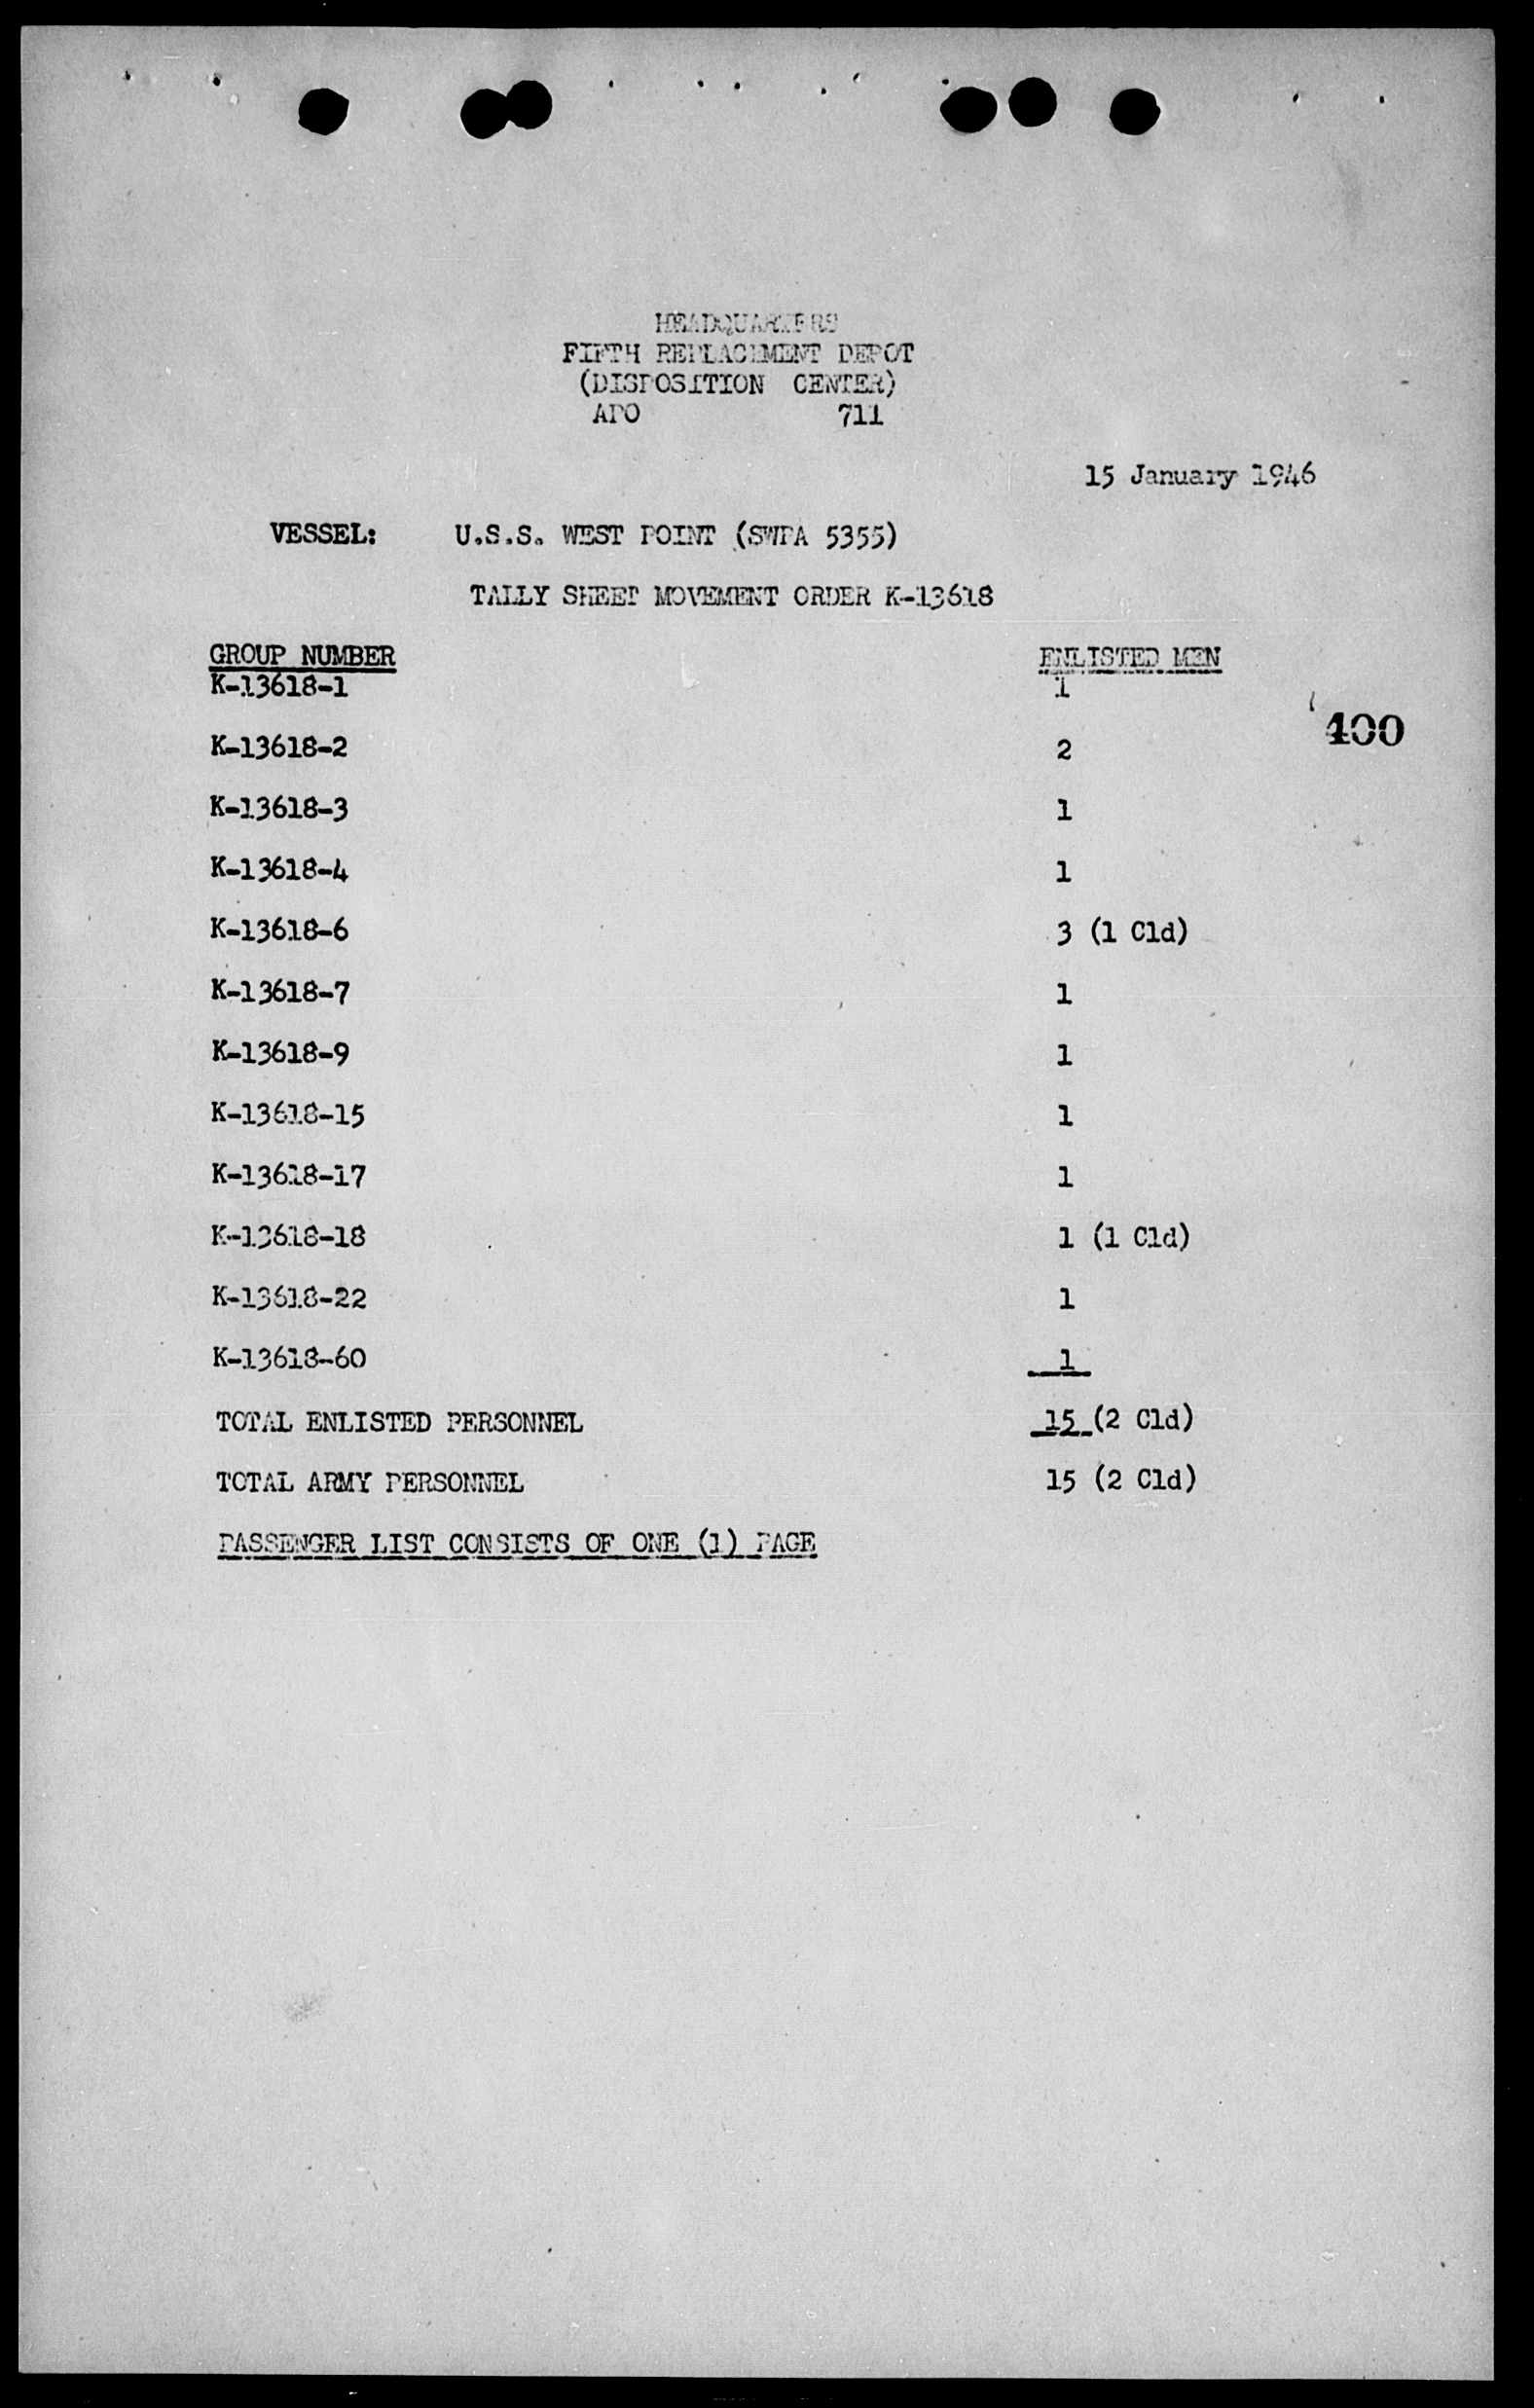 HEADQUARTERS
FIFTH REPLACEMENT DEPOT
(DISPOSITION CENTER)
APO 711
15 January 1946
VESSEL: U.S.S. WEST POINT (SWPA 5355)
TALLY SHEET MOVEMENT ORDER K-13618
GROUP NUMBER ENLISTED MEN
K-13618-1 1
400
K-13618-2 2
K-13618-3 1
K-13618-4 1
K-13618-6 3 (1 Cld)
K-13618-7 1
K-13618-9 1
K-13618-15 1
K-13618-17 1
K-13618-18 1 (1 Cld)
K-13618-22 1
K-13618-60 1
TOTAL ENLISTED PERSONNEL 15 (2 Cld)
TOTAL ARMY PERSONNEL 15 (2 Cld)
PASSENGER LIST CONSISTS OF ONE (1) PAGE